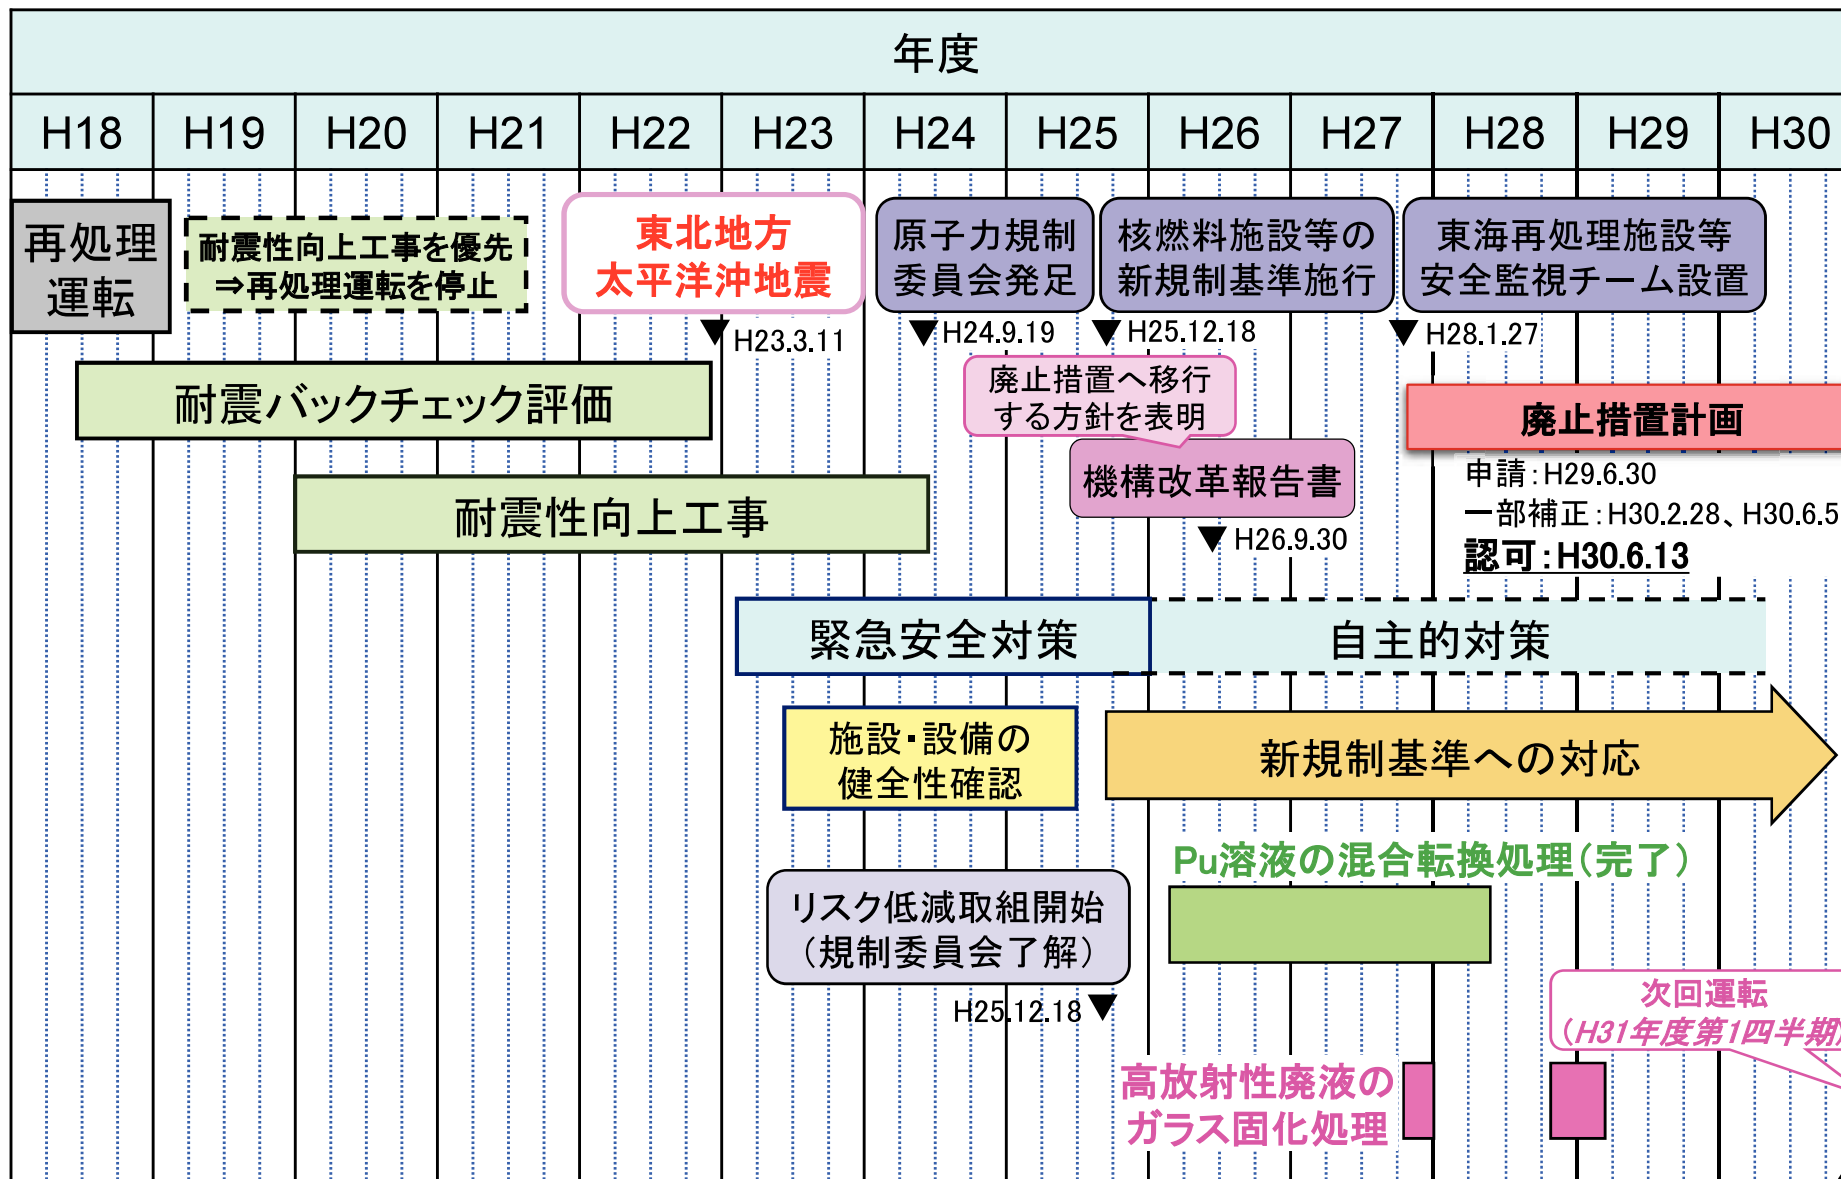 年度
H18 H19 H20 H21 H22 H23 H24 H25 H26 H27 H28 H29 H30
再処理
運転
耐震性向上工事を優先
⇒再処理運転を停止
東北地方
太平洋沖地震
H23.3.11
原子力規制
委員会発足
H24.9.19
核燃料施設等の
新規制基準施行
H25.12.18
東海再処理施設等
安全監視チーム設置
H28.1.27
耐震バックチェック評価
廃止措置へ移行
する方針を表明
機構改革報告書
H26.9.30
廃止措置計画
申請:H29.6.30
一部補正:H30.2.28、H30.6.5
認可:H30.6.13
耐震性向上工事
緊急安全対策
自主的対策
施設・設備の
健全性確認
新規制基準への対応
Pu溶液の混合転換処理(完了)
リスク低減取組開始
(規制委員会了解)
H25.12.18
次回運転
(H31年度第1四半期)
高放射性廃液の
ガラス固化処理